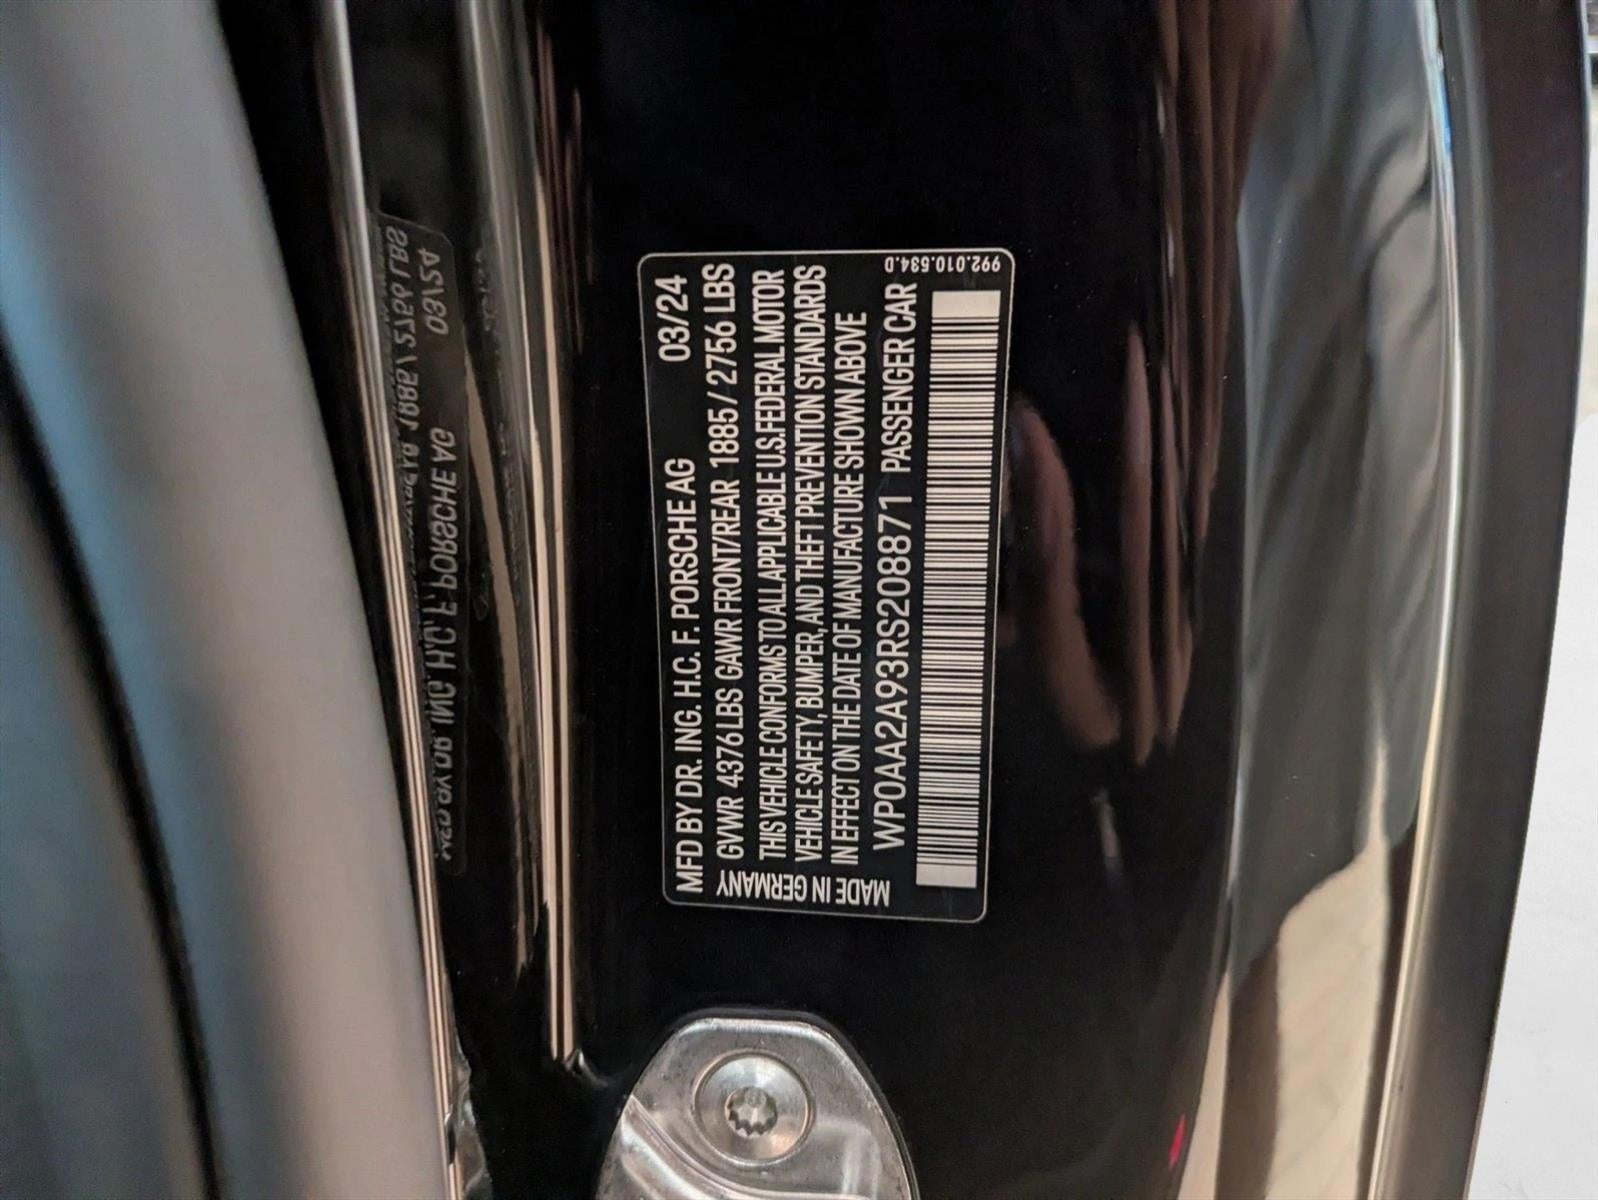 MFD BY DR. ING. H.C. F. PORSCHE AG 03/24
GVWR 4376 LBS GAWR FRONT/REAR 1885 / 2756 LBS
THIS VEHICLE CONFORMS TO ALL APPLICABLE U.S. FEDERAL MOTOR
VEHICLE SAFETY, BUMPER, AND THEFT PREVENTION STANDARDS
IN EFFECT ON THE DATE OF MANUFACTURE SHOWN ABOVE
WP0AA2A93RS208871 PASSENGER CAR
MADE IN GERMANY
992.010.534.D